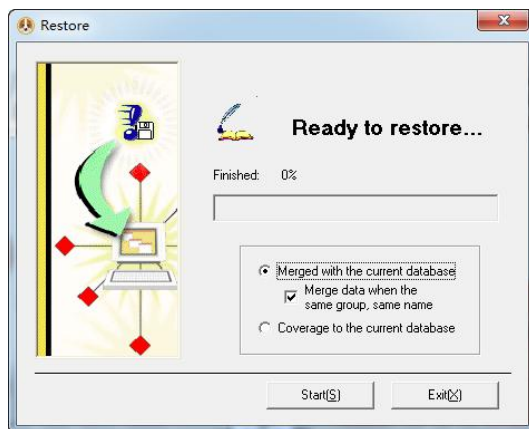 Restore
Ready to restore...
Finished: 0%
Merged with the current database
Merge data when the
same group, same name
Coverage to the current database
Start(S)
Exit(X)